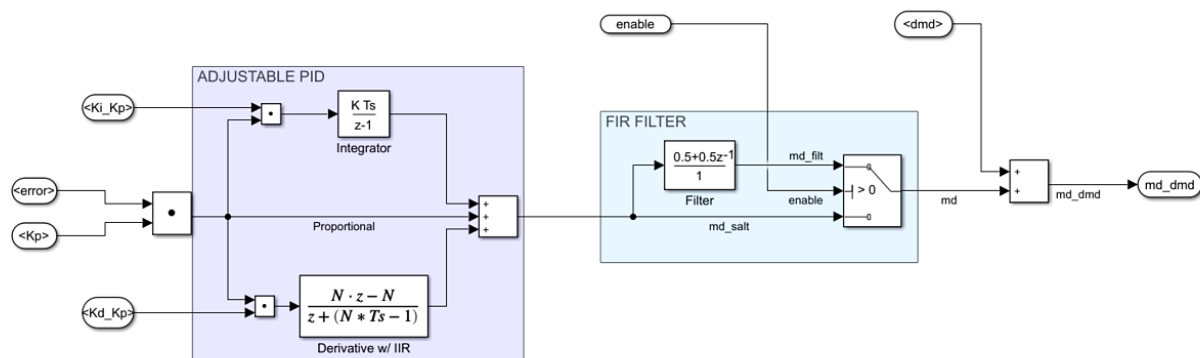 enable
<dmd>
ADJUSTABLE PID
<Ki_Kp>
K Ts
z-1
Integrator
FIR FILTER
0.5+0.5z-1
1
Filter
md_filt
enable
> 0
md_salt
md
+
+
md_dmd
md_dmd
<error>
<Kp>
Proportional
+
+
+
<Kd_Kp>
N · z − N
z + (N * Ts − 1)
Derivative w/ IIR